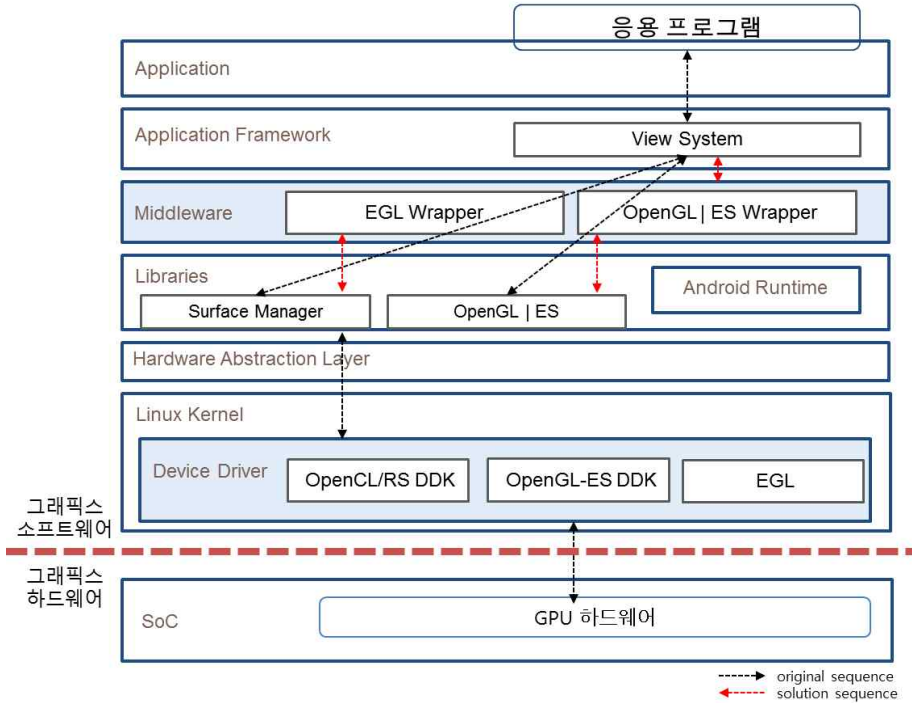 응용 프로그램
Application
Application Framework
View System
Middleware
EGL Wrapper
OpenGL | ES Wrapper
Libraries
Android Runtime
Surface Manager
OpenGL | ES
Hardware Abstraction Layer
Linux Kernel
Device Driver
OpenCL/RS DDK
OpenGL-ES DDK
EGL
그래픽스
소프트웨어
그래픽스
하드웨어
SoC
GPU 하드웨어
original sequence
solution sequence